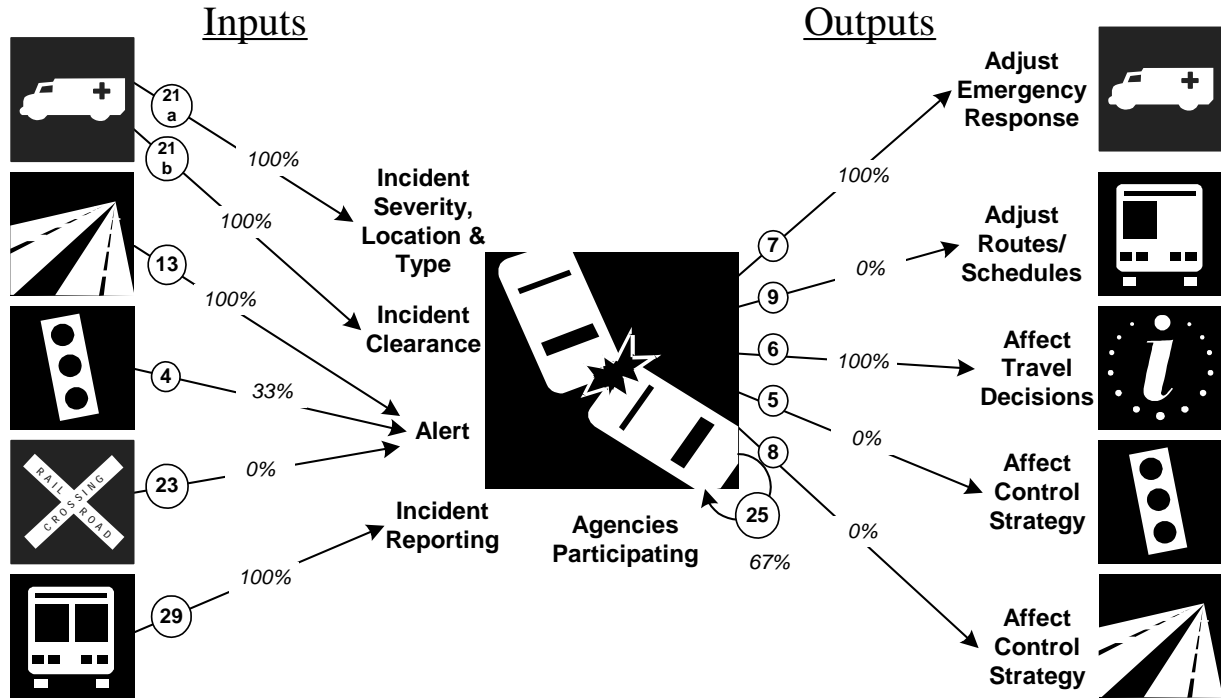 Inputs
Outputs
21
a
100%
21
b
100%
Incident
Severity,
Location &
Type
13
100%
Incident
Clearance
4
33%
Alert
RAIL
CROSSING
ROAD
23
0%
Incident
Reporting
29
100%
Agencies
Participating
25
67%
7
100%
Adjust
Emergency
Response
9
0%
Adjust
Routes/
Schedules
6
100%
Affect
Travel
Decisions
i
5
0%
Affect
Control
Strategy
8
0%
Affect
Control
Strategy